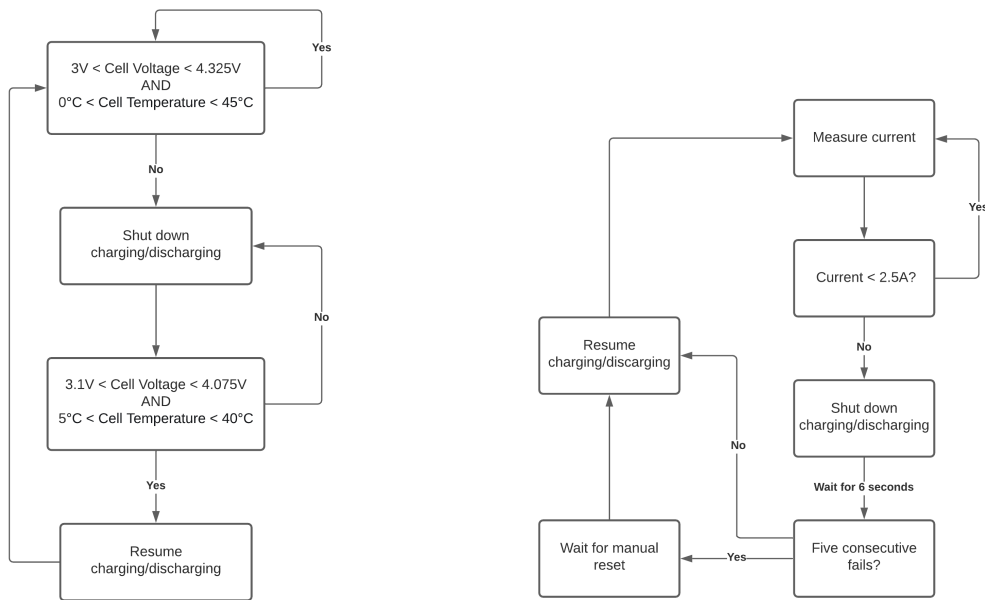 Yes
3V < Cell Voltage < 4.325V
AND
0°C < Cell Temperature < 45°C
No
Shut down
charging/discharging
No
3.1V < Cell Voltage < 4.075V
AND
5°C < Cell Temperature < 40°C
Yes
Resume
charging/discharging
Measure current
Yes
Current < 2.5A?
No
Resume
charging/discarging
Shut down
charging/discharging
No
Wait for 6 seconds
Wait for manual
reset
Yes
Five consecutive
fails?